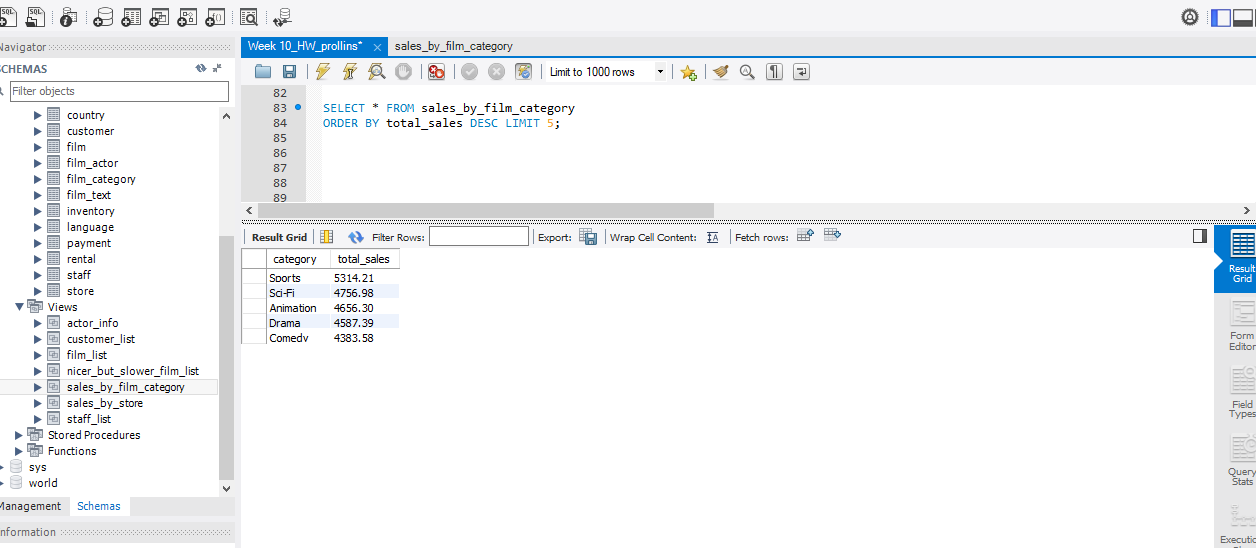 SQL SQL
Navigator
SCHEMAS
Filter objects
country
customer
film
film_actor
film_category
film_text
inventory
language
payment
rental
staff
store
Views
actor_info
customer_list
film_list
nicer_but_slower_film_list
sales_by_film_category
sales_by_store
staff_list
Stored Procedures
Functions
sys
world
Management Schemas
Information
Week 10_HW_prollins* × sales_by_film_category
Limit to 1000 rows
82
83 SELECT * FROM sales_by_film_category
84 ORDER BY total_sales DESC LIMIT 5;
85
86
87
88
89
Result Grid Filter Rows: Export: Wrap Cell Content: IA Fetch rows:
category total_sales
Sports 5314.21
Sci-Fi 4756.98
Animation 4656.30
Drama 4587.39
Comedy 4383.58
Result
Grid
Form
Editor
Field
Types
Query
Stats
Execution